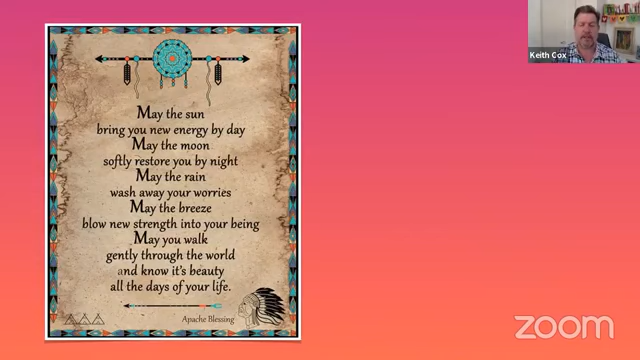 Keith Cox
May the sun
bring you new energy by day
May the moon
softly restore you by night
May the rain
wash away your worries
May the breeze
blow new strength into your being
May you walk
gently through the world
and know it's beauty
all the days of your life.
Apache Blessing
zoom